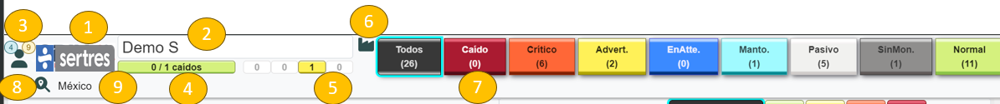 3
1
2
6
4
9
sertres
Demo S
0 / 1 caidos
0
0
1
0
5
8
México
9
4
Todos
(26)
Caído
(0)
7
Crítico
(6)
Advert.
(2)
EnAtte.
(0)
Manto.
(1)
Pasivo
(5)
SinMon.
(1)
Normal
(11)